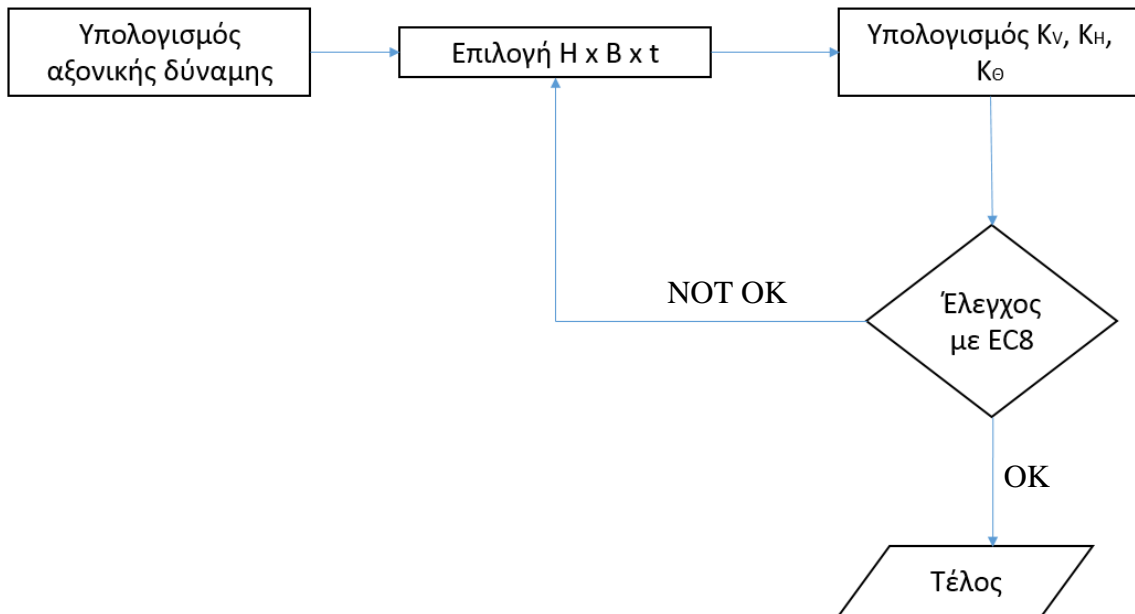 Υπολογισμός
αξονικής δύναμης
Επιλογή H x B x t
Υπολογισμός Kv, KH,
KΘ
NOT OK
Έλεγχος
με EC8
OK
Τέλος